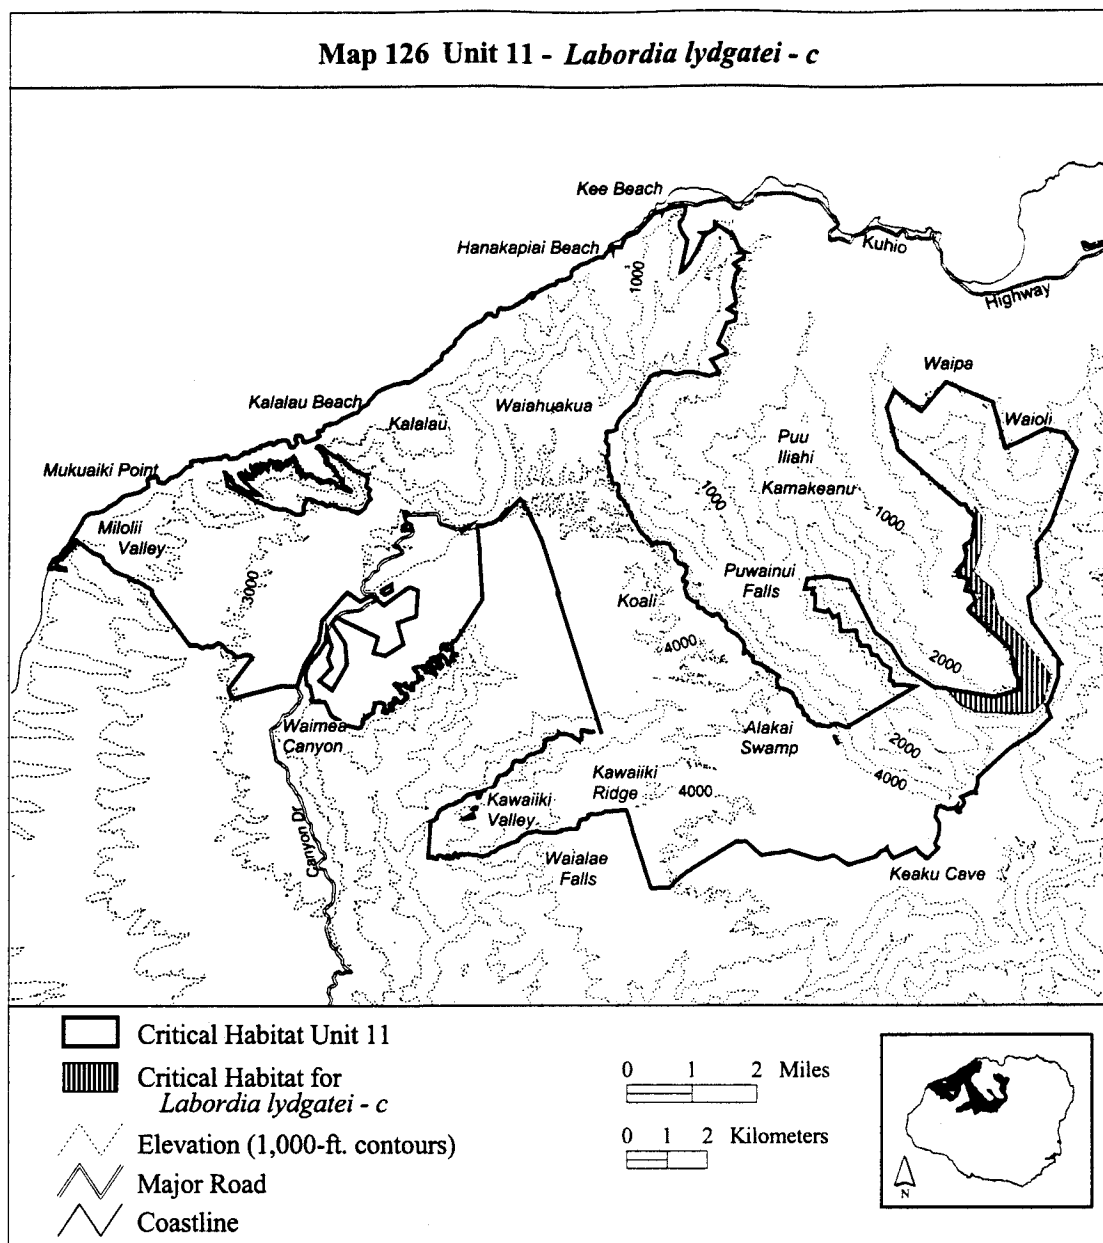 Map 126 Unit 11 - Labordia lydgatei - c
Kee Beach
Hanakapiai Beach
Kuhio
Highway
1000
Waipa
Kalalau Beach
Kalalau
Waiahuakua
Waioli
Mukuaiki Point
Puu
Iliahi
Kamakeanu
1000
1000
Milolii
Valley
3000
Puwainui
Falls
Koali
4000
2000
Waimea
Canyon
Alakai
Swamp
2000
4000
Kawaiiki
Ridge
4000
Kawaiiki
Valley
Canyon Dr
Waialae
Falls
Keaku Cave
Critical Habitat Unit 11
Critical Habitat for
Labordia lydgatei - c
Elevation (1,000-ft. contours)
Major Road
Coastline
0 1 2 Miles
0 1 2 Kilometers
N